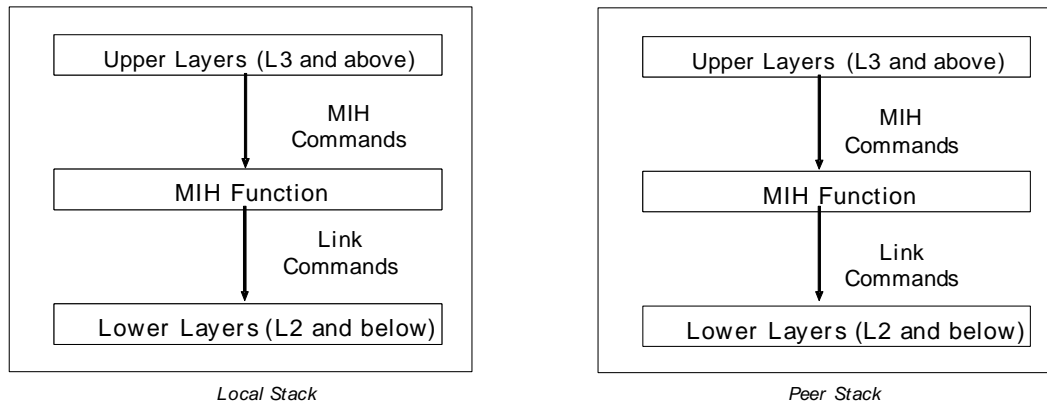 Upper Layers (L3 and above)
MIH
Commands
MIH Function
Link
Commands
Lower Layers (L2 and below)
Local Stack
Upper Layers (L3 and above)
MIH
Commands
MIH Function
Link
Commands
Lower Layers (L2 and below)
Peer Stack